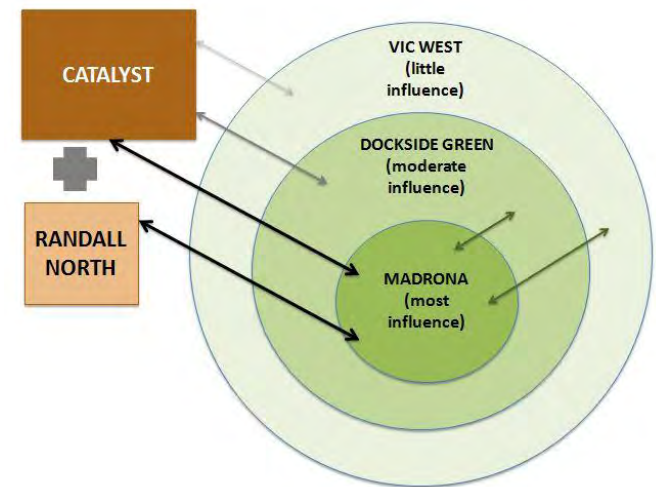 CATALYST
RANDALL
NORTH
VIC WEST
(little
influence)
DOCKSIDE GREEN
(moderate
influence)
MADRONA
(most
influence)